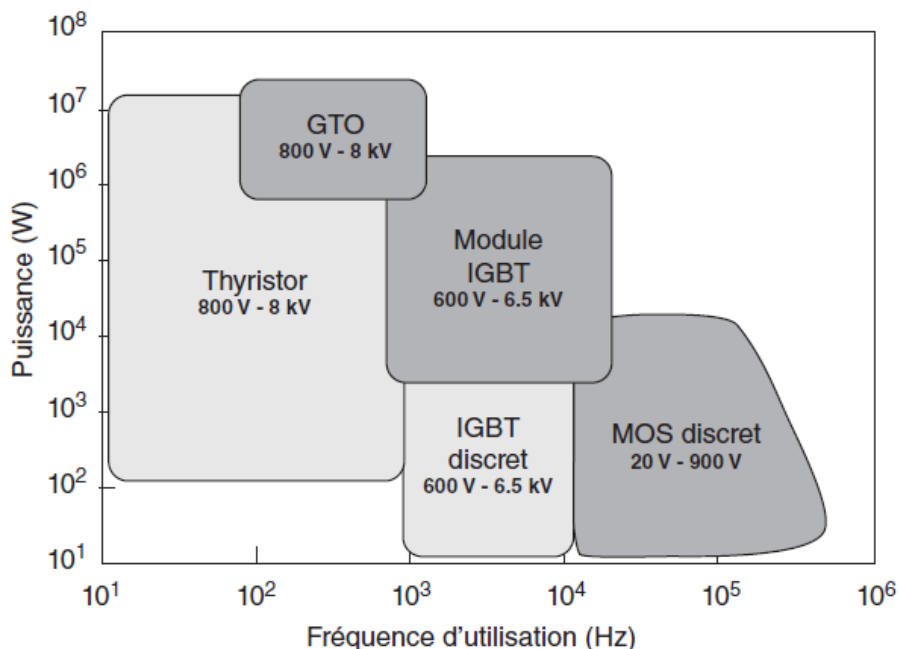 Puissance (W)
10⁸
10⁷
10⁶
10⁵
10⁴
10³
10²
10¹
GTO
800 V - 8 kV
Thyristor
800 V - 8 kV
Module
IGBT
600 V - 6.5 kV
IGBT
discret
600 V - 6.5 kV
MOS discret
20 V - 900 V
10¹
10²
10³
10⁴
10⁵
10⁶
Fréquence d'utilisation (Hz)